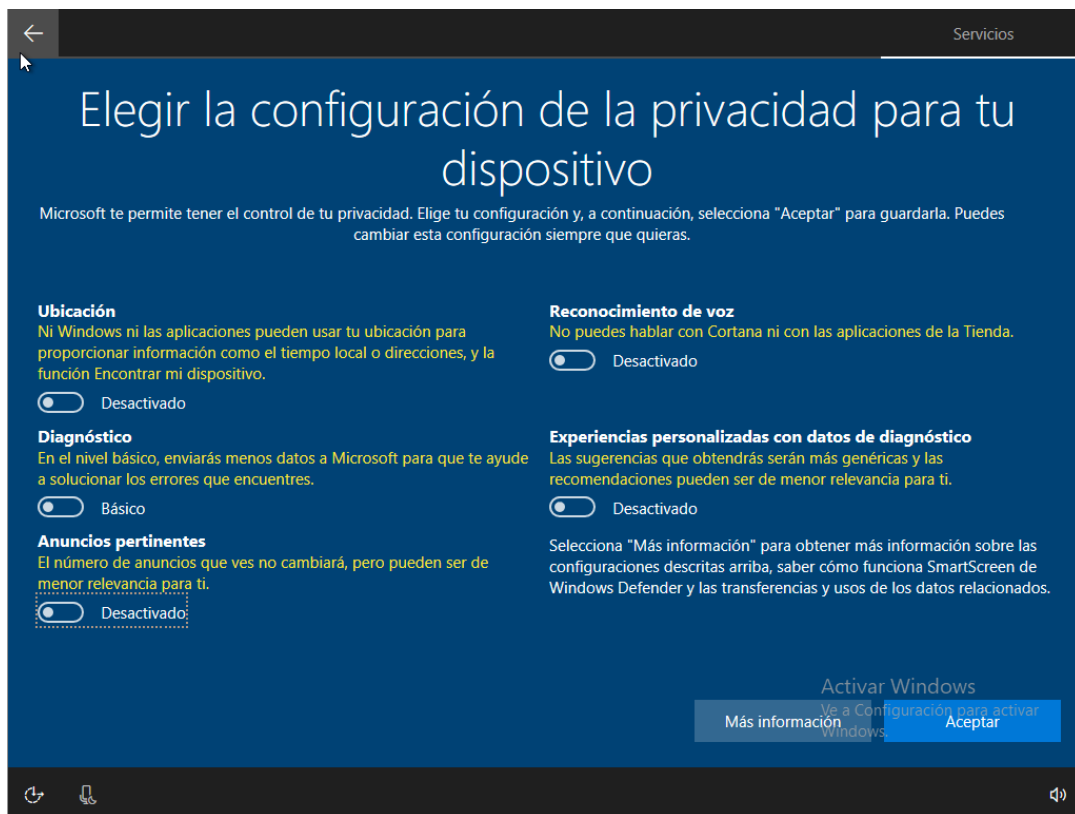 Servicios
Elegir la configuración de la privacidad para tu
dispositivo
Microsoft te permite tener el control de tu privacidad. Elige tu configuración y, a continuación, selecciona "Aceptar" para guardarla. Puedes
cambiar esta configuración siempre que quieras.
Ubicación
Ni Windows ni las aplicaciones pueden usar tu ubicación para
proporcionar información como el tiempo local o direcciones, y la
función Encontrar mi dispositivo.
Desactivado
Reconocimiento de voz
No puedes hablar con Cortana ni con las aplicaciones de la Tienda.
Desactivado
Diagnóstico
En el nivel básico, enviarás menos datos a Microsoft para que te ayude
a solucionar los errores que encuentres.
Básico
Experiencias personalizadas con datos de diagnóstico
Las sugerencias que obtendrás serán más genéricas y las
recomendaciones pueden ser de menor relevancia para ti.
Desactivado
Anuncios pertinentes
El número de anuncios que ves no cambiará, pero pueden ser de
menor relevancia para ti.
Desactivado
Selecciona "Más información" para obtener más información sobre las
configuraciones descritas arriba, saber cómo funciona SmartScreen de
Windows Defender y las transferencias y usos de los datos relacionados.
Activar Windows
Ve a Configuración para activar
Windows.
Más información
Aceptar